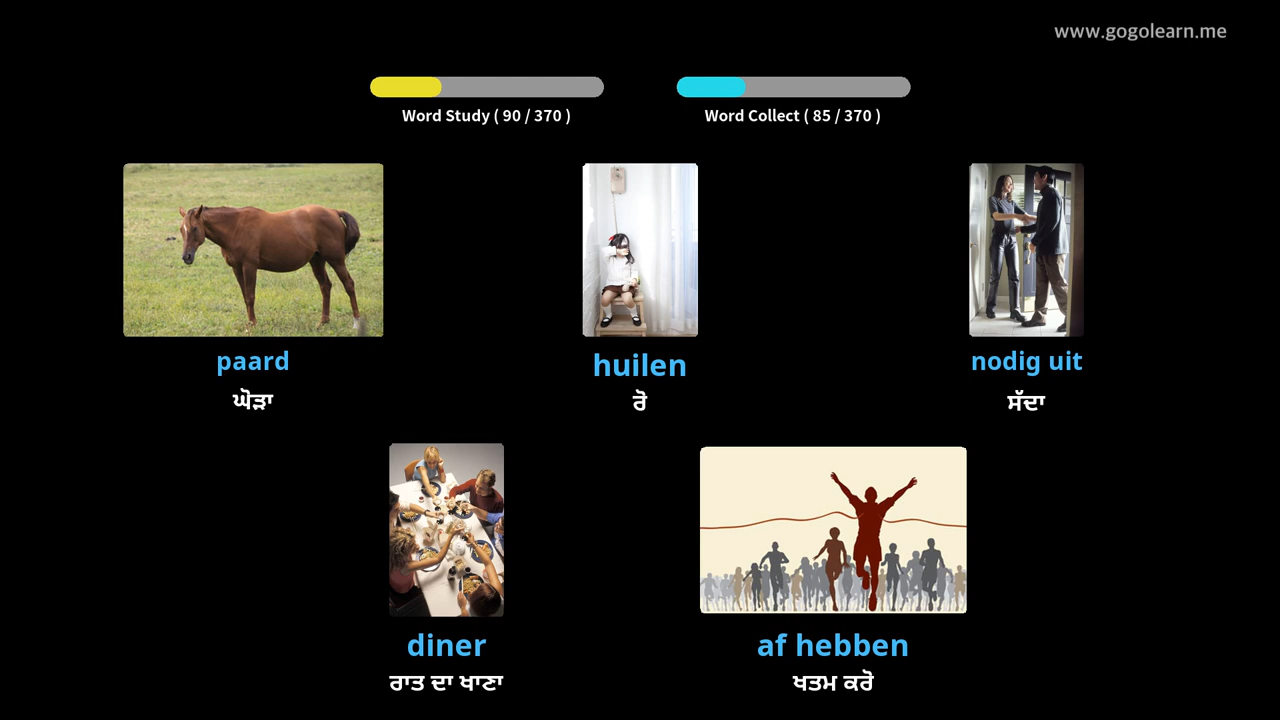 www.gogolearn.me
Word Study ( 90 / 370 )
Word Collect ( 85 / 370 )
paard
ਘੋੜਾ
huilen
ਰੋ
nodig uit
ਸੱਦਾ
diner
ਰਾਤ ਦਾ ਖਾਣਾ
af hebben
ਖਤਮ ਕਰੋ